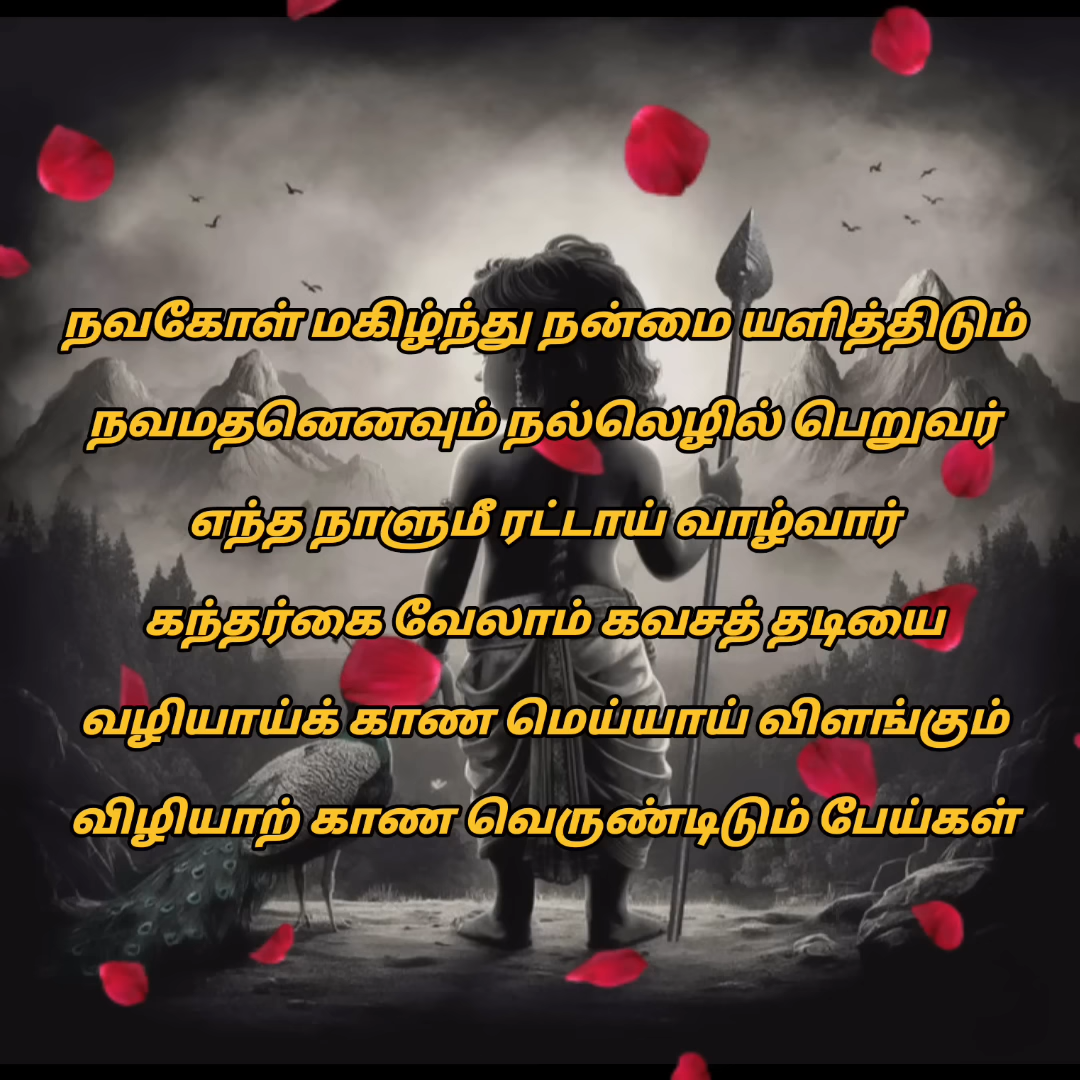 நவகோள் மகிழ்ந்து நன்மை யளித்திடும்
நவமதனெனவும் நல்லெழில் பெறுவர்
எந்த நாளுமீ ரட்டாய் வாழ்வார்
கந்தர்கை வேலாம் கவசத் தடியை
வழியாய்க் காண மெய்யாய் விளங்கும்
விழியாற் காண வெருண்டிடும் பேய்கள்